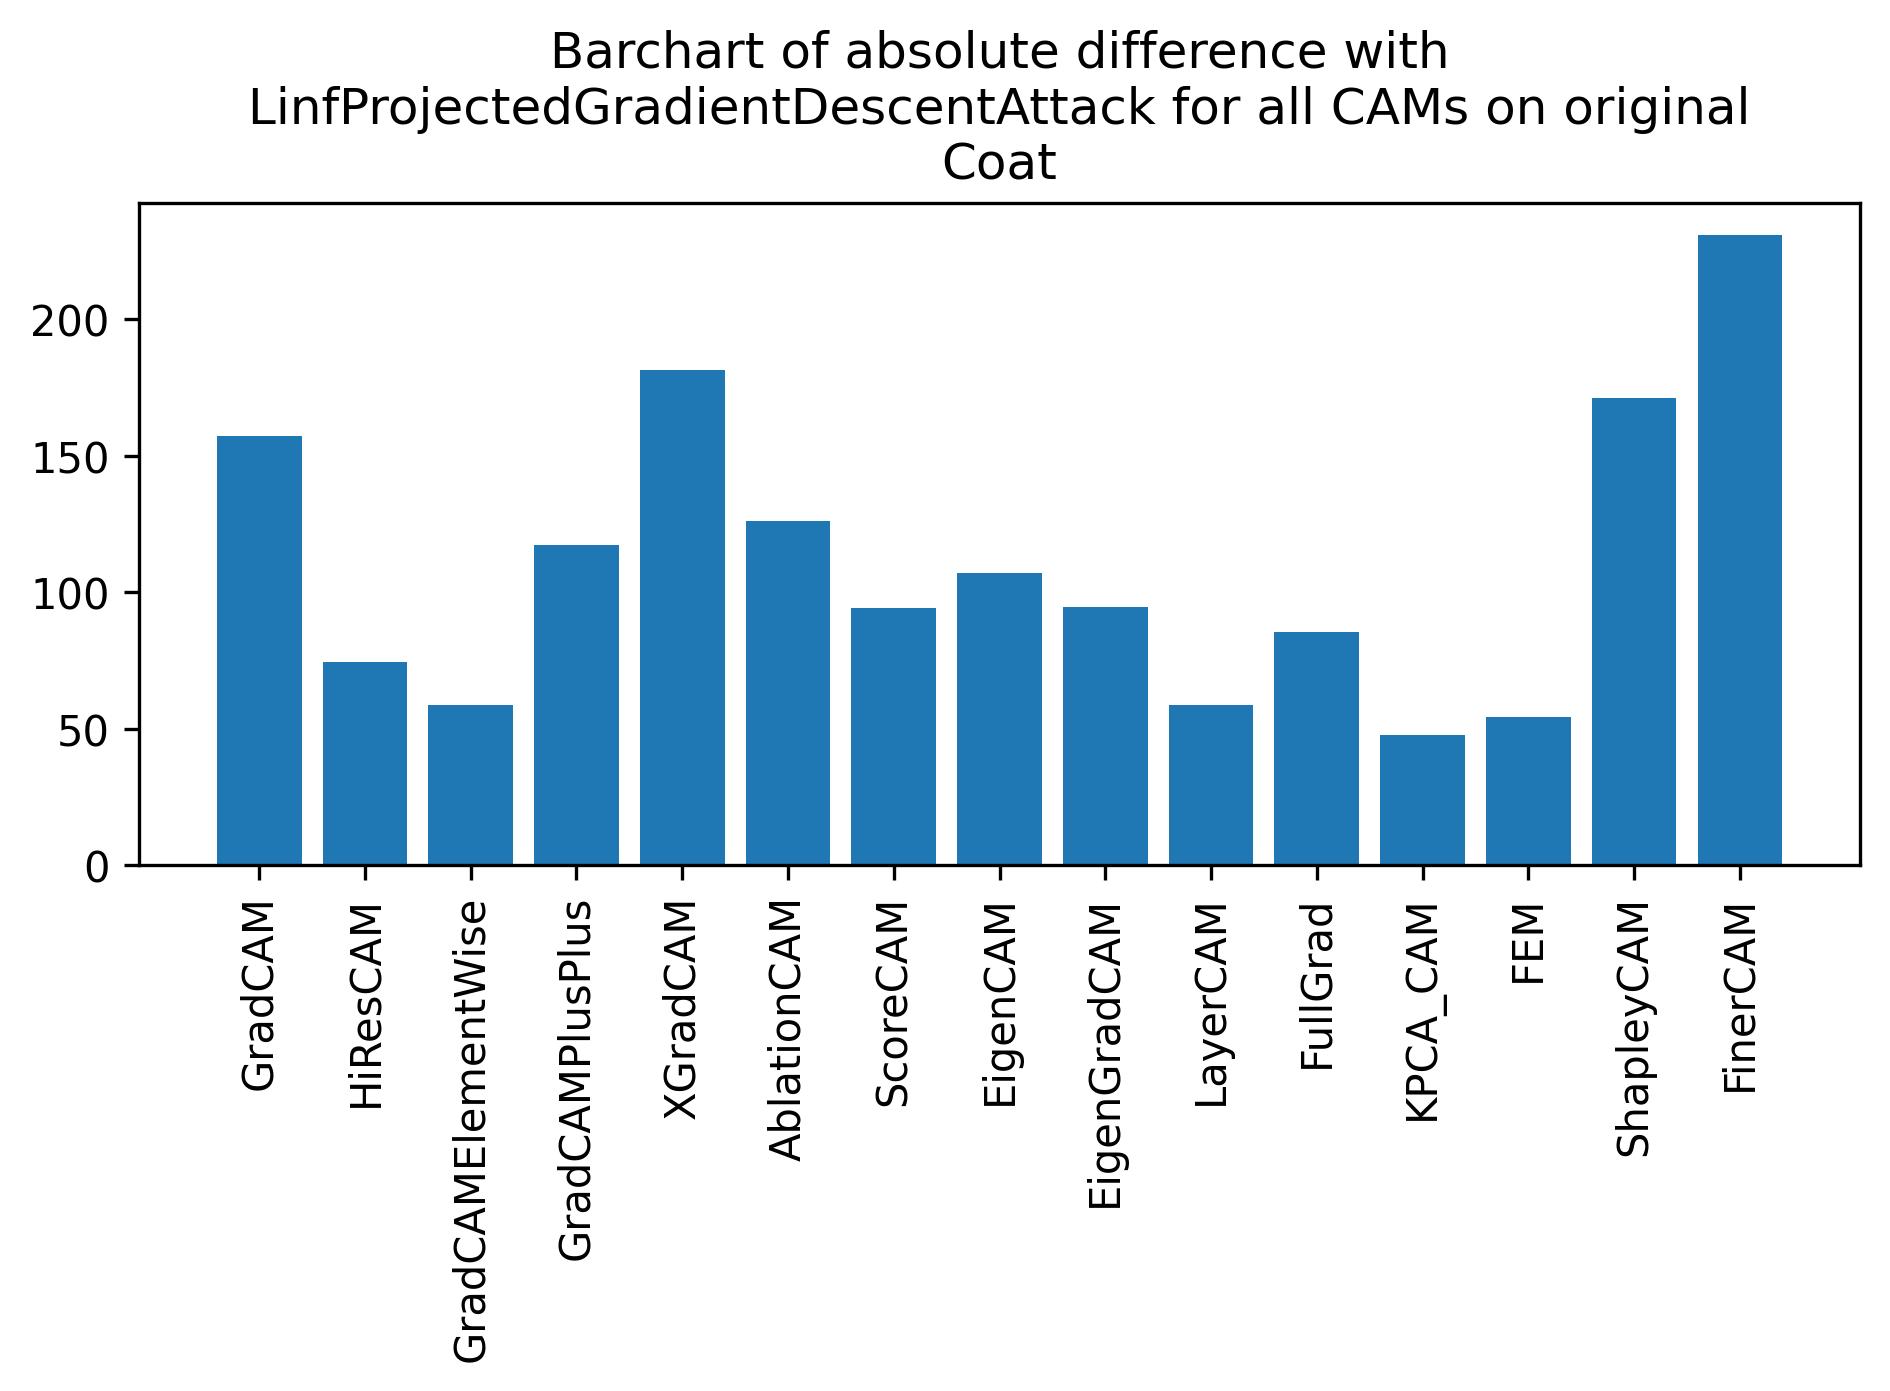 Barchart of absolute difference with
LinfProjectedGradientDescentAttack for all CAMs on original
Coat
200
150
100
50
0
GradCAM
HiResCAM
GradCAMElementWise
GradCAMPlusPlus
XGradCAM
AblationCAM
ScoreCAM
EigenCAM
EigenGradCAM
LayerCAM
FullGrad
KPCA_CAM
FEM
ShapleyCAM
FinerCAM